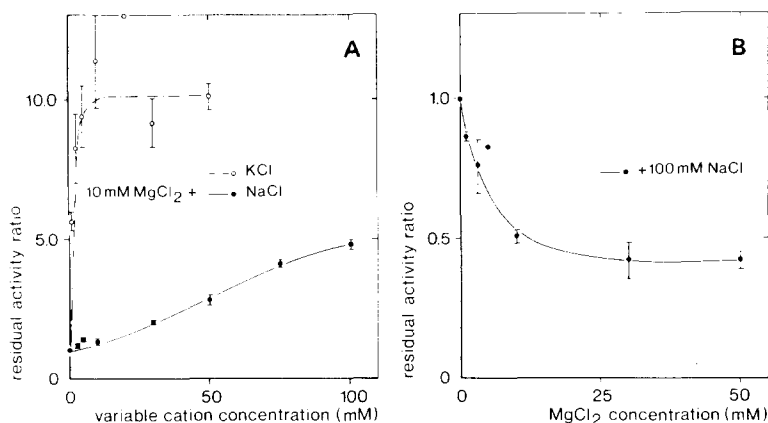 A
10.0
5.0
0
residual activity ratio
KCl
10 mM MgCl2 +
NaCl
0
50
100
variable cation concentration (mM)
B
1.0
0.5
0
residual activity ratio
+100 mM NaCl
0
25
50
MgCl2 concentration (mM)